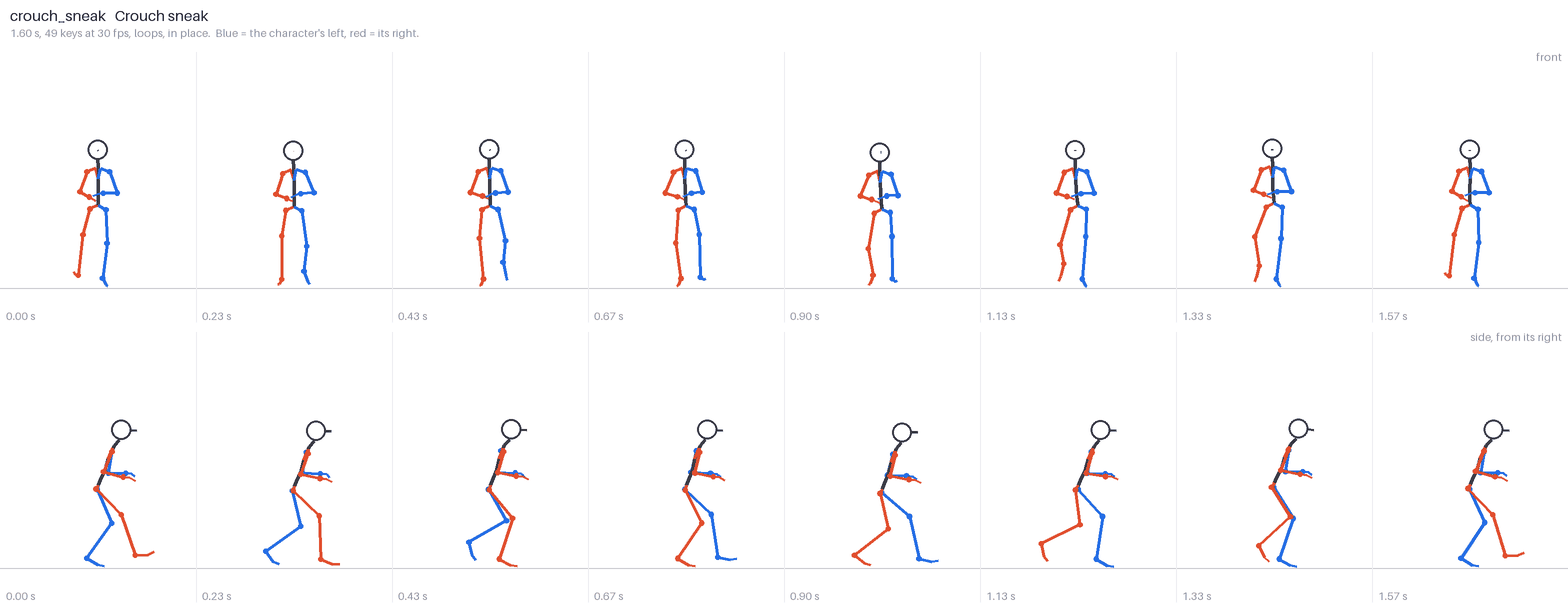 crouch_sneak Crouch sneak
1.60 s, 49 keys at 30 fps, loops, in place. Blue = the character's left, red = its right.
front
0.00 s 0.23 s 0.43 s 0.67 s 0.90 s 1.13 s 1.33 s 1.57 s
side, from its right
0.00 s 0.23 s 0.43 s 0.67 s 0.90 s 1.13 s 1.33 s 1.57 s